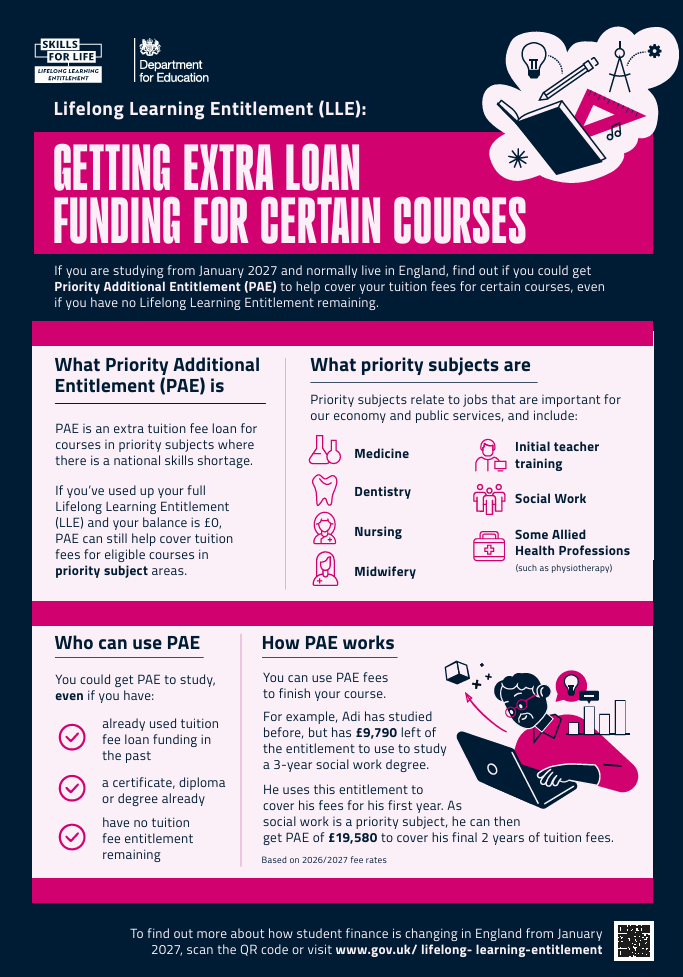 SKILLS
FOR LIFE
LIFELONG LEARNING
ENTITLEMENT
Department
for Education
Lifelong Learning Entitlement (LLE):
GETTING EXTRA LOAN
FUNDING FOR CERTAIN COURSES
If you are studying from January 2027 and normally live in England, find out if you could get
Priority Additional Entitlement (PAE) to help cover your tuition fees for certain courses, even
if you have no Lifelong Learning Entitlement remaining.
What Priority Additional
Entitlement (PAE) is
PAE is an extra tuition fee loan for
courses in priority subjects where
there is a national skills shortage.
If you've used up your full
Lifelong Learning Entitlement
(LLE) and your balance is £0,
PAE can still help cover tuition
fees for eligible courses in
priority subject areas.
What priority subjects are
Priority subjects relate to jobs that are important for
our economy and public services, and include:
Medicine
Dentistry
Nursing
Midwifery
Initial teacher
training
Social Work
Some Allied
Health Professions
(such as physiotherapy)
Who can use PAE
You could get PAE to study,
even if you have:
already used tuition
fee loan funding in
the past
a certificate, diploma
or degree already
have no tuition
fee entitlement
remaining
How PAE works
You can use PAE fees
to finish your course.
For example, Adi has studied
before, but has £9,790 left of
the entitlement to use to study
a 3-year social work degree.
He uses this entitlement to
cover his fees for his first year. As
social work is a priority subject, he can then
get PAE of £19,580 to cover his final 2 years of tuition fees.
Based on 2026/2027 fee rates
To find out more about how student finance is changing in England from January
2027, scan the QR code or visit www.gov.uk/ lifelong- learning-entitlement